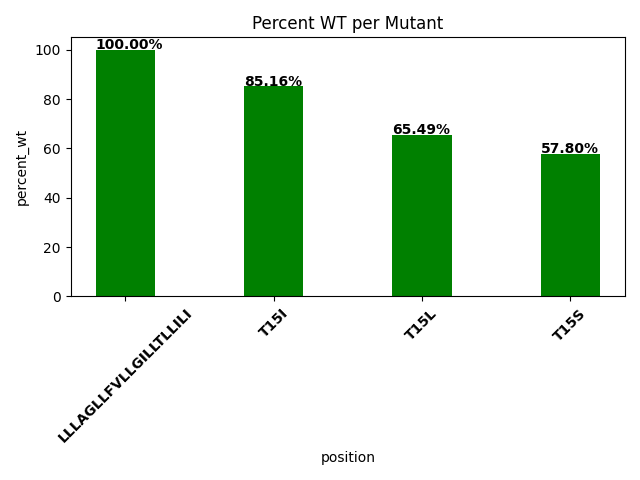 Percent WT per Mutant
percent_wt
100
80
60
40
20
0
100.00%
85.16%
65.49%
57.80%
LLLAGLLFVLLGILLTLLILI
T15I
T15L
T15S
position